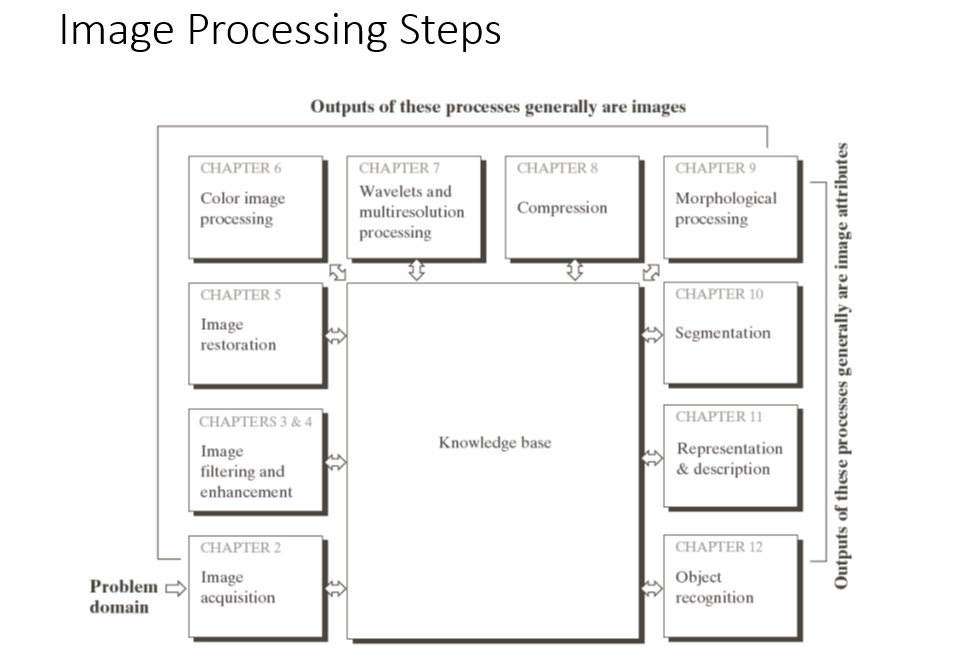 Image Processing Steps
Outputs of these processes generally are images
CHAPTER 6
Color image
processing
CHAPTER 7
Wavelets and
multiresolution
processing
CHAPTER 8
Compression
CHAPTER 9
Morphological
processing
CHAPTER 5
Image
restoration
CHAPTER 10
Segmentation
CHAPTERS 3 & 4
Image
filtering and
enhancement
Knowledge base
CHAPTER 11
Representation
& description
CHAPTER 2
Image
acquisition
CHAPTER 12
Object
recognition
Problem
domain
Outputs of these processes generally are image attributes